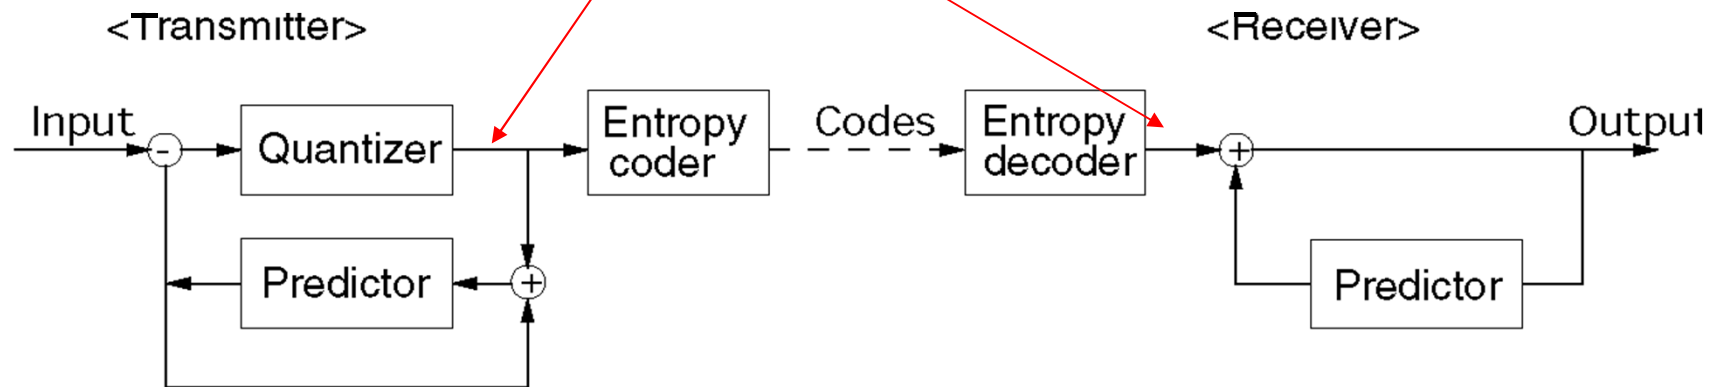 <Transmitter>
<Receiver>
Input
-
Quantizer
Entropy
coder
Codes
Entropy
decoder
+
Output
Predictor
+
Predictor